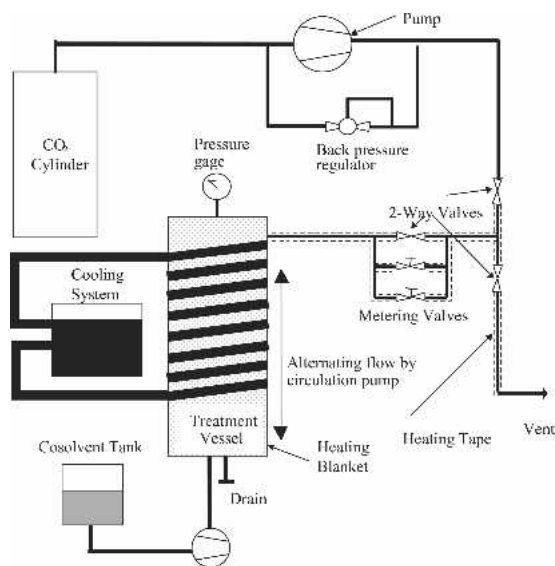 Pump
CO₂
Cylinder
Back pressure
regulator
Pressure
gage
2-Way Valves
Cooling
System
Metering Valves
Alternating flow by
circulation pump
Treatment
Vessel
Heating
Blanket
Heating Tape
Vent
Cosolvent Tank
Drain